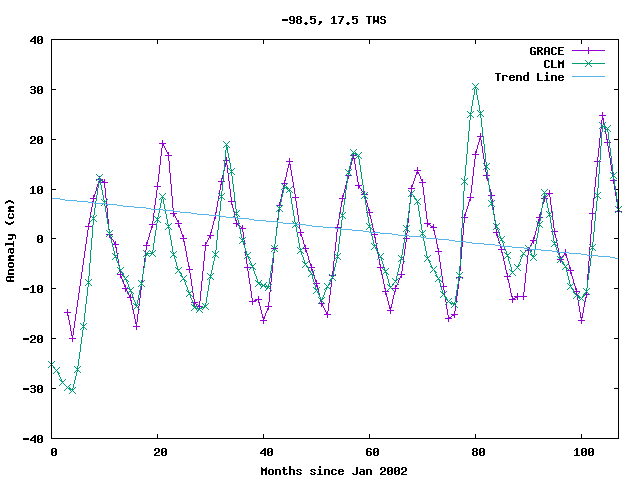 -98.5, 17.5 TWS
GRACE
CLM
Trend Line
40
30
20
10
0
-10
-20
-30
-40
Anomaly (cm)
0 20 40 60 80 100
Months since Jan 2002